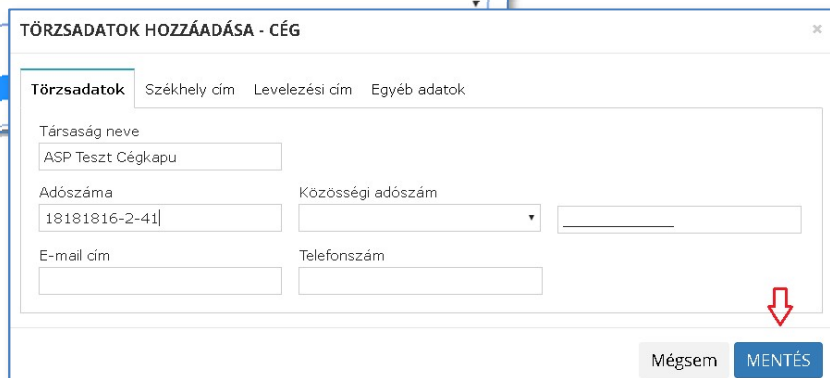 TÖRZSADATOK HOZZÁADÁSA - CÉG
Törzsadatok Székhely cím Levelezési cím Egyéb adatok
Társaság neve
ASP Teszt Cégkapu
Adószáma Közösségi adószám
18181816-2-41
E-mail cím Telefonszám
Mégsem MENTÉS